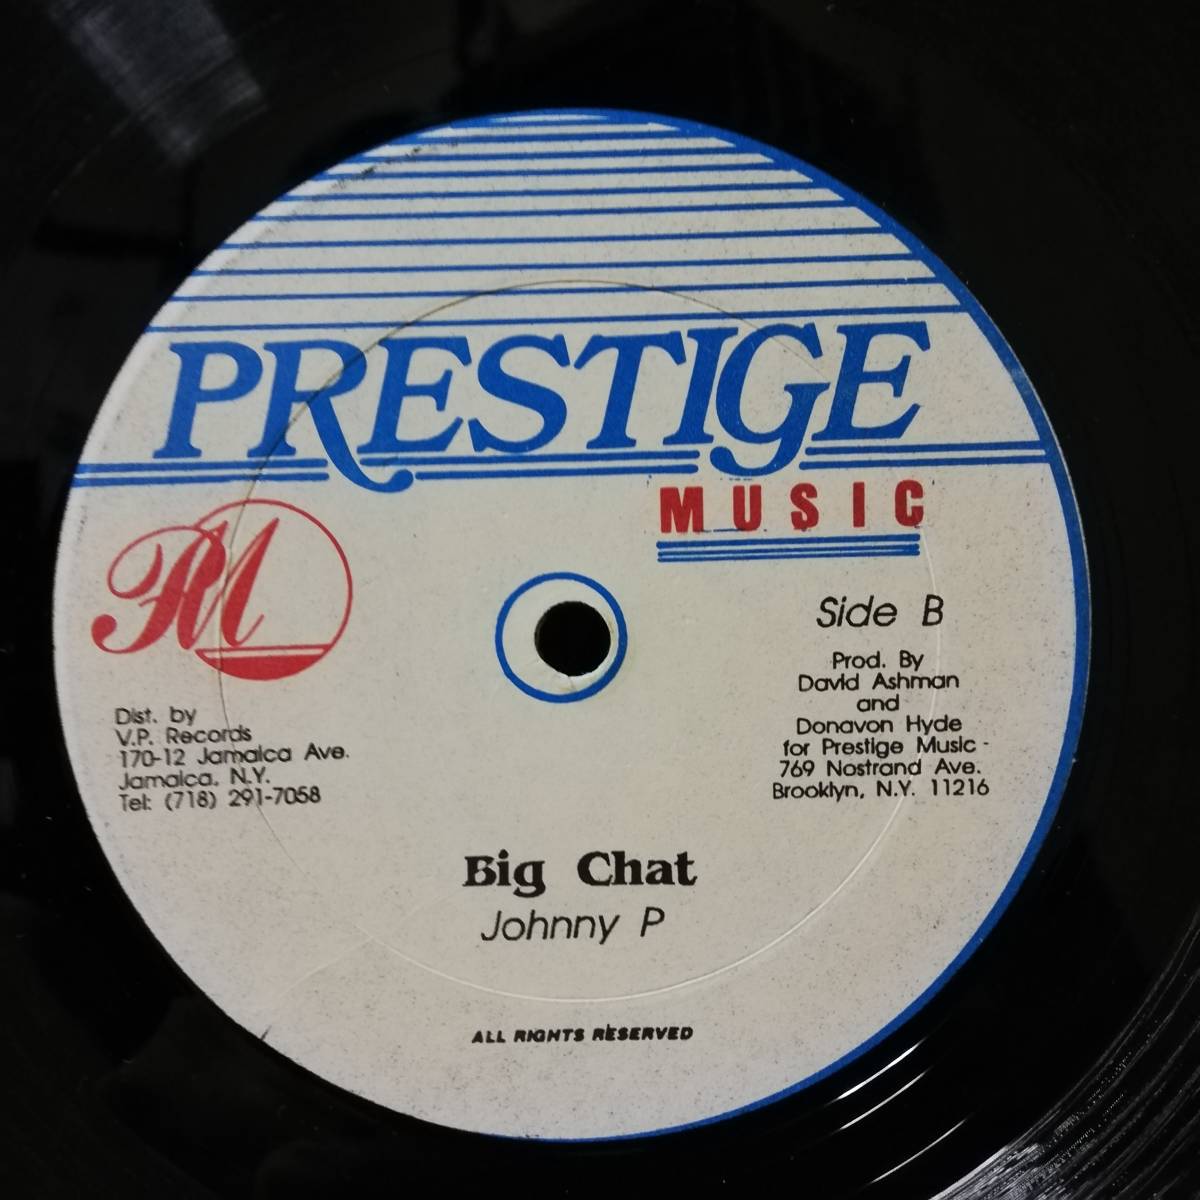 PRESTIGE
MUSIC
PM
Side B
Prod. By
David Ashman
and
Donavon Hyde
for Prestige Music -
769 Nostrand Ave.
Brooklyn, N.Y. 11216
Dist. by
V.P. Records
170-12 Jamaica Ave.
Jamaica, N.Y.
Tel: (718) 291-7058
Big Chat
Johnny P
ALL RIGHTS RESERVED